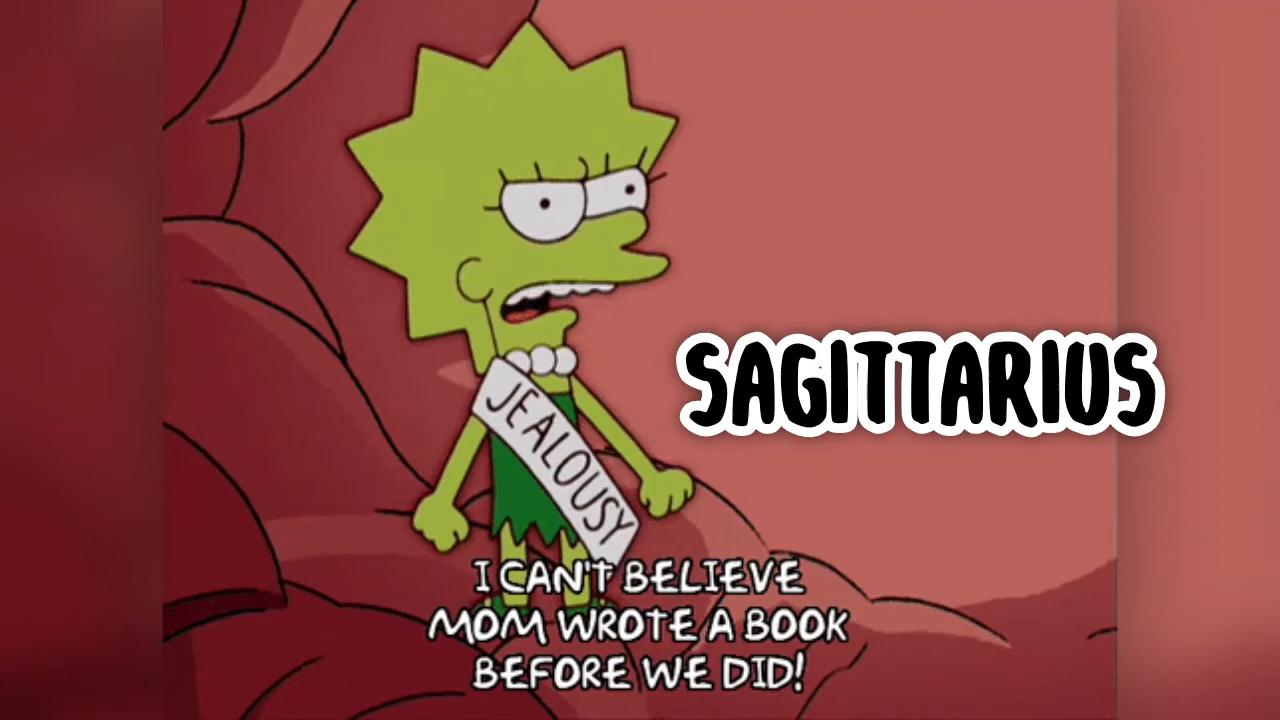 SAGITTARIUS
JEALOUSY
I CAN'T BELIEVE
MOM WROTE A BOOK
BEFORE WE DID!